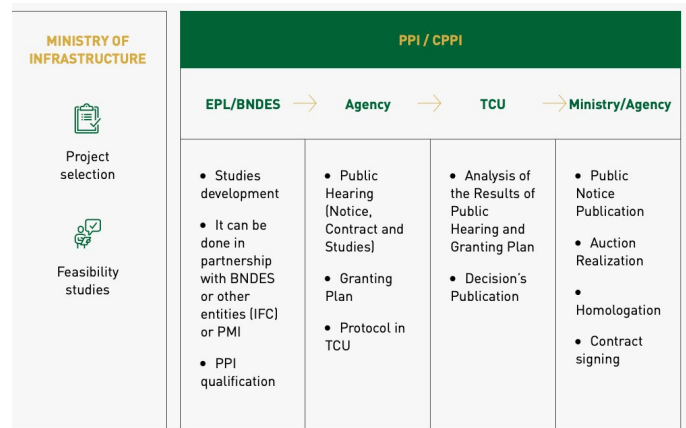 MINISTRY OF
INFRASTRUCTURE
Project
selection
Feasibility
studies
PPI / CPPI
EPL/BNDES
Agency
TCU
Ministry/Agency
• Studies
development
• It can be
done in
partnership
with BNDES
or other
entities (IFC)
or PMI
• PPI
qualification
• Public
Hearing
(Notice,
Contract and
Studies)
• Granting
Plan
• Protocol in
TCU
• Analysis of
the Results of
Public
Hearing and
Granting Plan
• Decision's
Publication
• Public
Notice
Publication
• Auction
Realization
•
Homologation
• Contract
signing